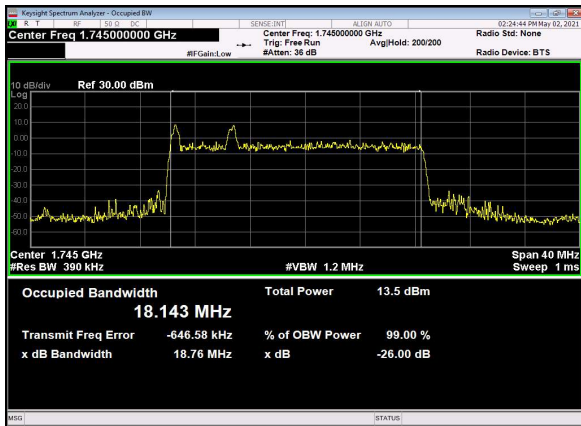 Keysight Spectrum Analyzer - Occupied BW
R T RF 50 Ω DC SENSE:INT ALIGN AUTO 02:24:44 PM May 02, 2021
Center Freq 1.745000000 GHz Center Freq: 1.745000000 GHz Radio Std: None
Trig: Free Run Avg|Hold: 200/200
#IFGain:Low #Atten: 36 dB Radio Device: BTS
10 dB/div Ref 30.00 dBm
Log
20.0
10.0
0.00
-10.0
-20.0
-30.0
-40.0
-50.0
-60.0
Center 1.745 GHz Span 40 MHz
#Res BW 390 kHz #VBW 1.2 MHz Sweep 1 ms
Occupied Bandwidth Total Power 13.5 dBm
18.143 MHz
Transmit Freq Error -646.58 kHz % of OBW Power 99.00 %
x dB Bandwidth 18.76 MHz x dB -26.00 dB
MSG STATUS